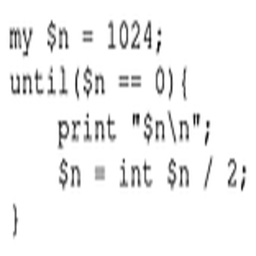 my $n = 1024;
until($n == 0){
    print "$n\n";
    $n = int $n / 2;
}